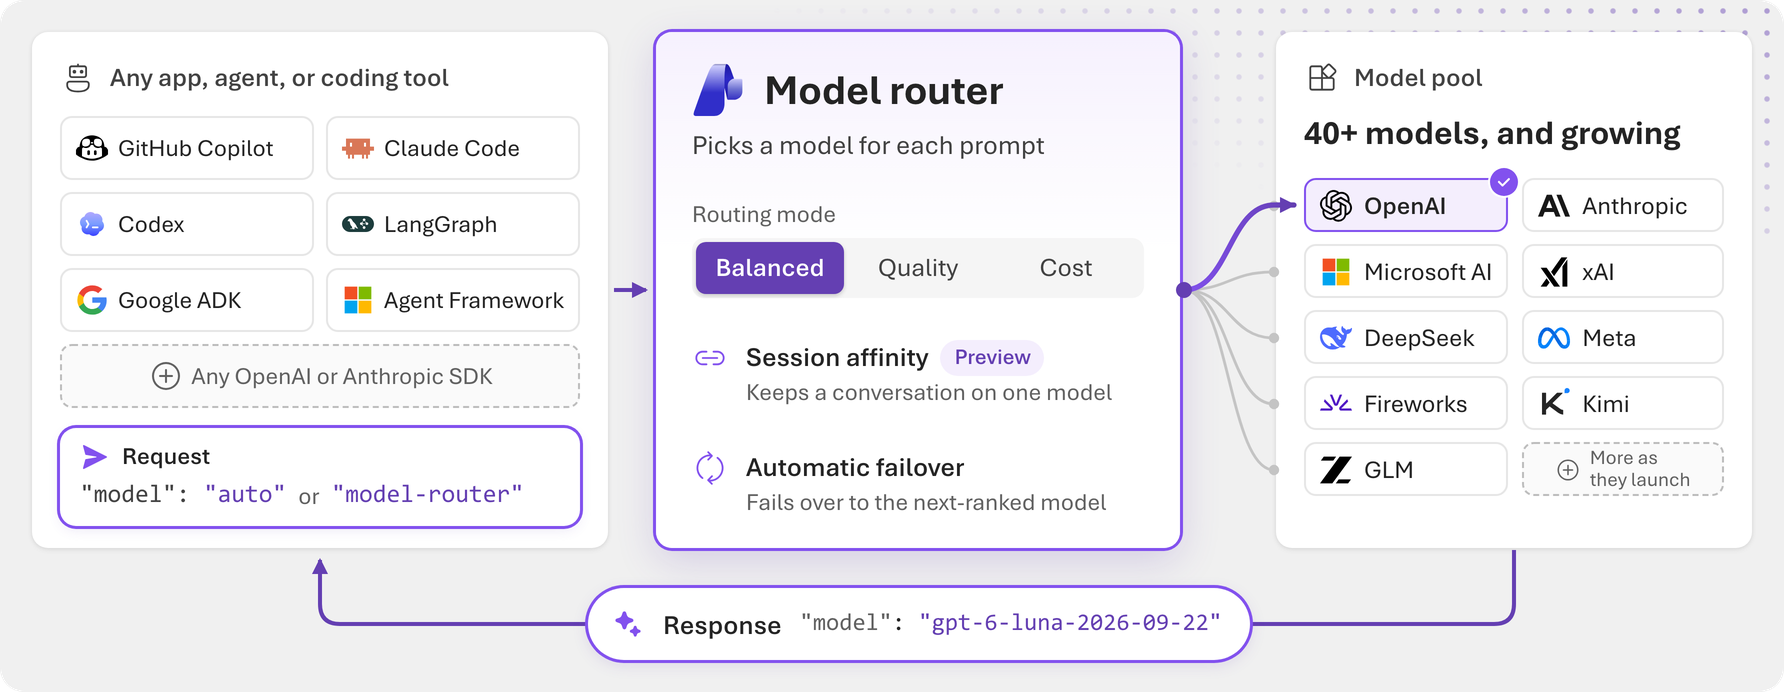 Any app, agent, or coding tool
GitHub Copilot
Claude Code
Codex
LangGraph
Google ADK
Agent Framework
Any OpenAI or Anthropic SDK
Request
"model": "auto" or "model-router"
Model router
Picks a model for each prompt
Routing mode
Balanced
Quality
Cost
Session affinity
Preview
Keeps a conversation on one model
Automatic failover
Fails over to the next-ranked model
Model pool
40+ models, and growing
OpenAI
Anthropic
Microsoft AI
xAI
DeepSeek
Meta
Fireworks
Kimi
GLM
More as
they launch
Response "model": "gpt-6-luna-2026-09-22"